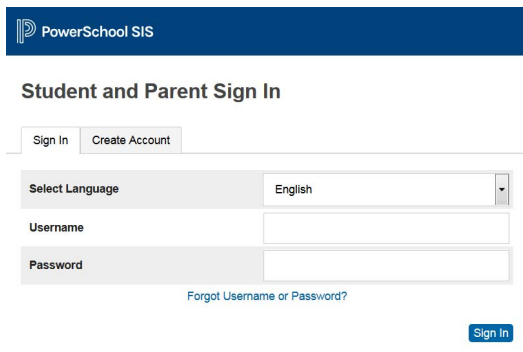 PowerSchool SIS
Student and Parent Sign In
Sign In Create Account
Select Language English
Username
Password
Forgot Username or Password?
Sign In